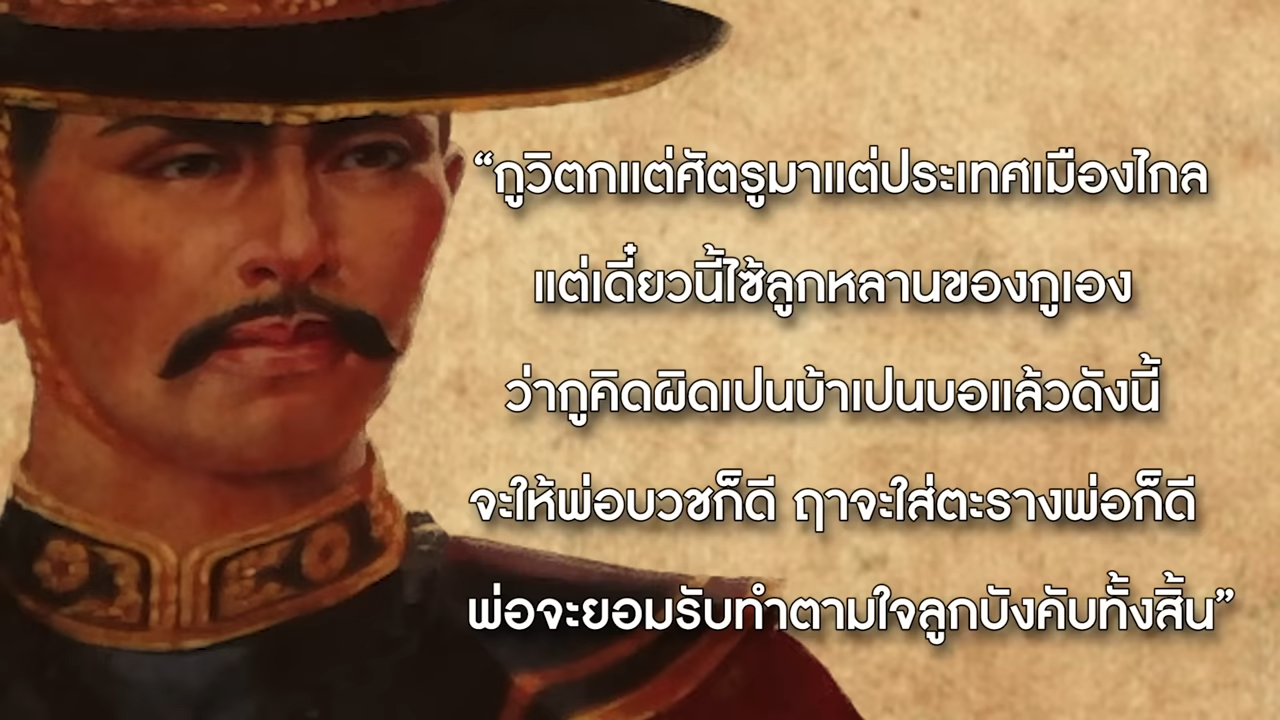 “กูวิตกแต่ศัตรูมาแต่ประเทศเมืองไกล
แต่เดี๋ยวนี้ไซ้ลูกหลานของกูเอง
ว่ากูคิดผิดเปนบ้าเปนบอแล้วดังนี้
จะให้พ่อบวชก็ดี ฤาจะใส่ตะรางพ่อก็ดี
พ่อจะยอมรับทำตามใจลูกบังคับทั้งสิ้น”